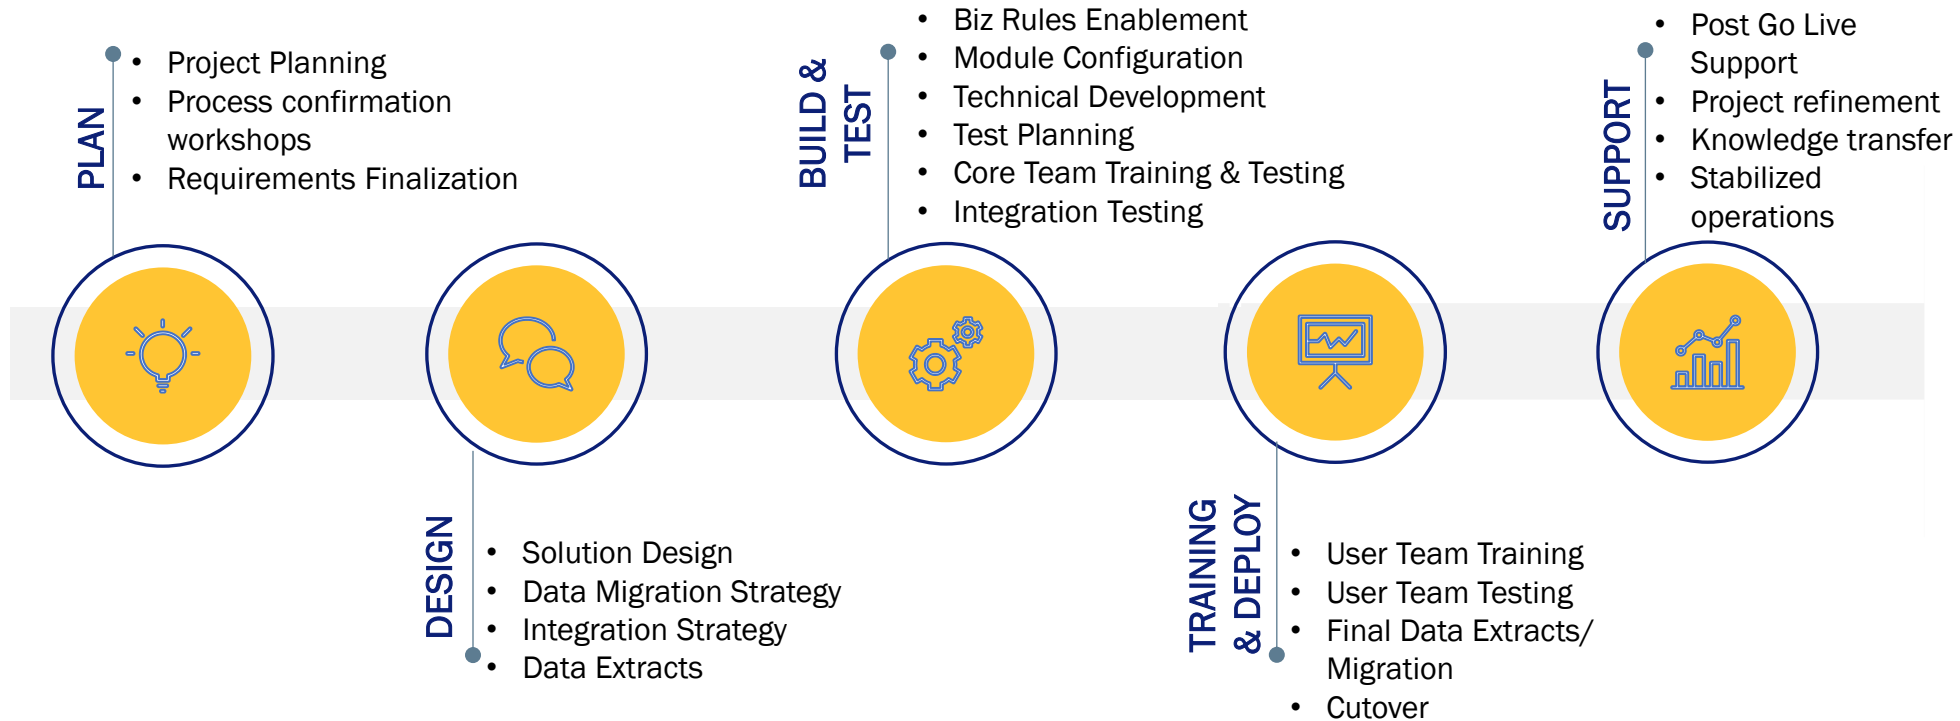 PLAN
• Project Planning
• Process confirmation
workshops
• Requirements Finalization
DESIGN
• Solution Design
• Data Migration Strategy
• Integration Strategy
• Data Extracts
BUILD &
TEST
• Biz Rules Enablement
• Module Configuration
• Technical Development
• Test Planning
• Core Team Training & Testing
• Integration Testing
TRAINING
& DEPLOY
• User Team Training
• User Team Testing
• Final Data Extracts/
Migration
• Cutover
SUPPORT
• Post Go Live
Support
• Project refinement
• Knowledge transfer
• Stabilized
operations